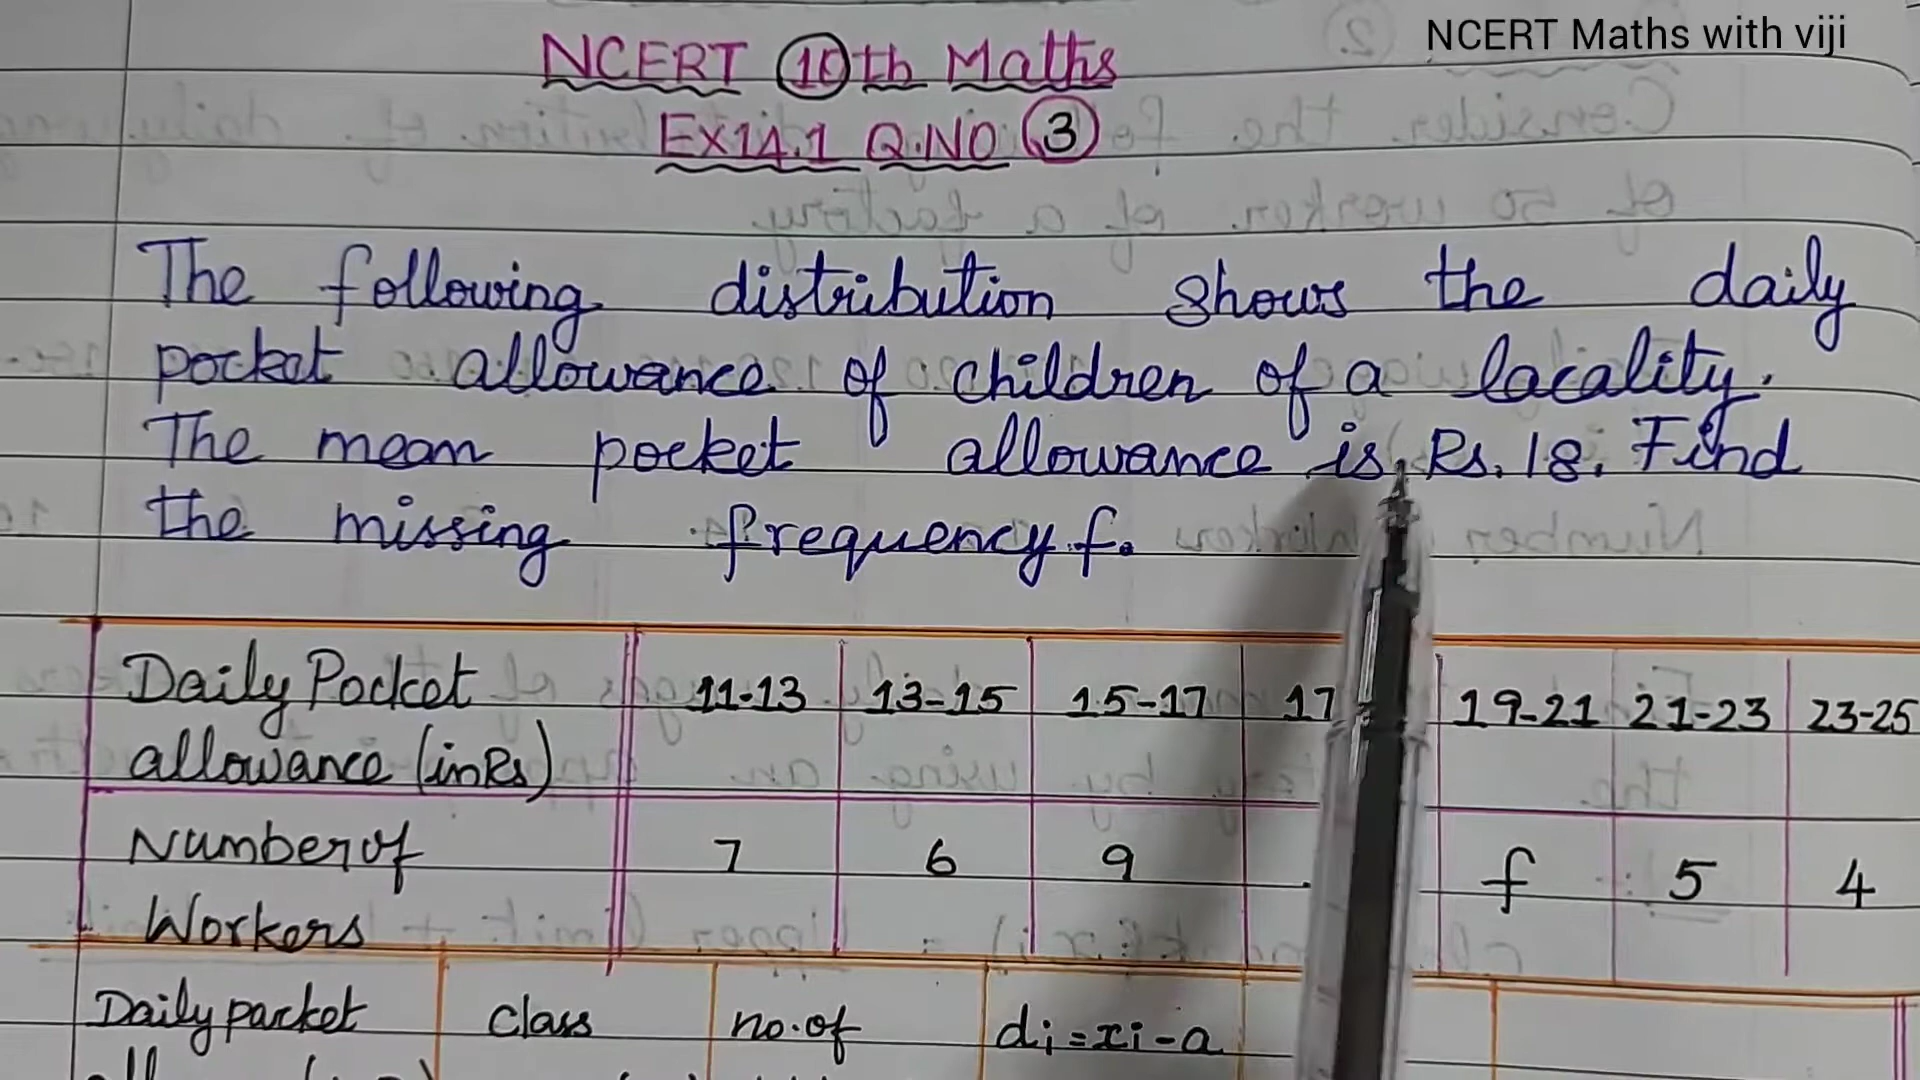 NCERT Maths with viji
NCERT 10th Maths
EX14.1 Q.NO 3
The following distribution shows the daily
pocket allowance of children of a lacality.
The mean pocket allowance is Rs. 18. Find
the missing frequency f.
Daily Pocket 11-13 13-15 15-17 17 19-21 21-23 23-25
allowance (in Rs)
Number of 7 6 9 f 5 4
Workers
Daily packet class no. of di = xi - a